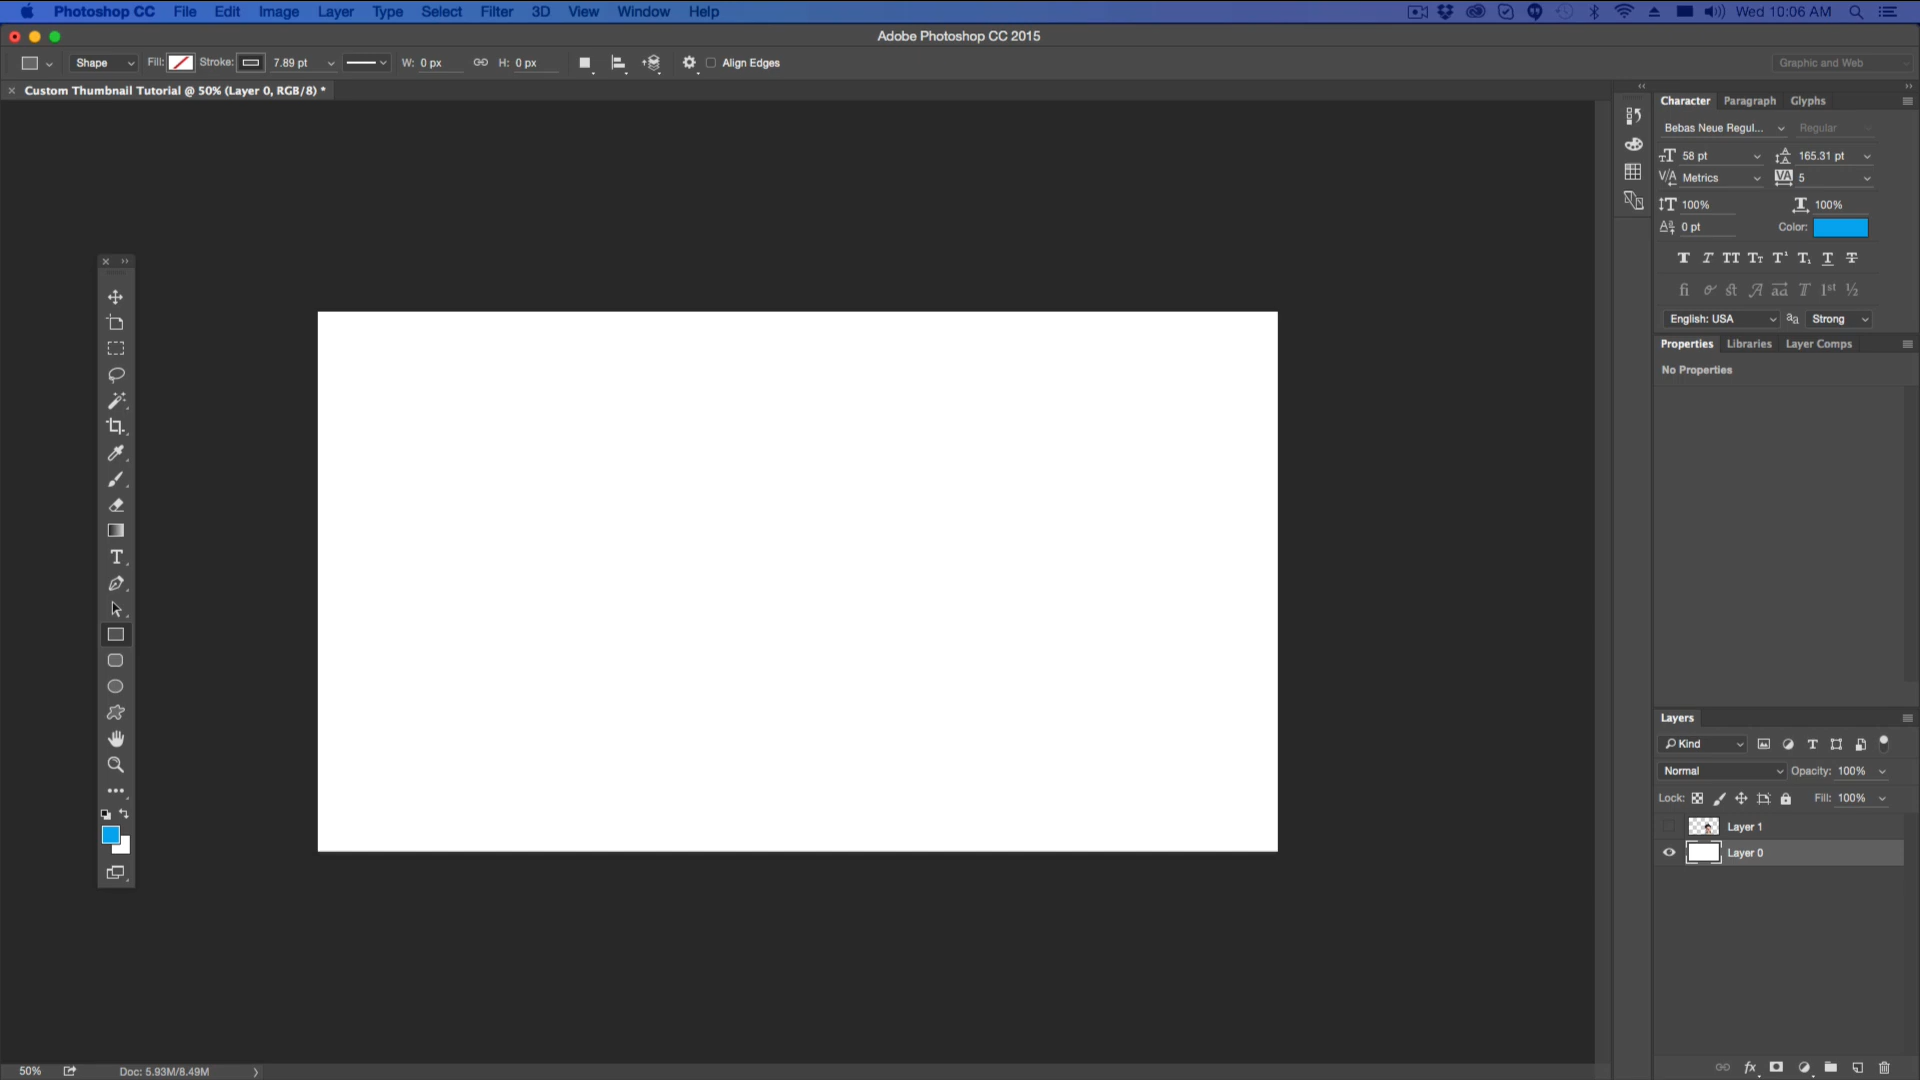 Photoshop CC File Edit Image Layer Type Select Filter 3D View Window Help Wed 10:06 AM
Adobe Photoshop CC 2015
Shape Fill: Stroke: 7.89 pt W: 0 px H: 0 px Align Edges Graphic and Web
Custom Thumbnail Tutorial @ 50% (Layer 0, RGB/8) *
Character Paragraph Glyphs
Bebas Neue Regul... Regular
58 pt 165.31 pt
Metrics 5
100% 100%
0 pt Color:
English: USA Strong
Properties Libraries Layer Comps
No Properties
Layers
Kind
Normal Opacity: 100%
Lock: Fill: 100%
Layer 1
Layer 0
50% Doc: 5.93M/8.49M